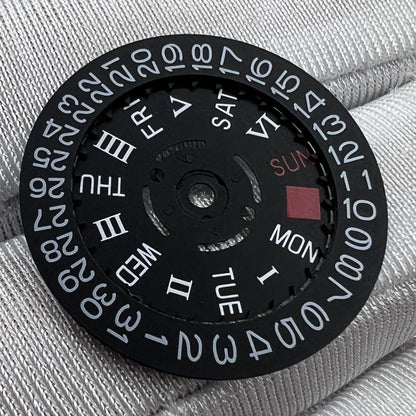 1 2 3 4 5 6 7 8 9 10 11 12 13 14 15 16 17 18 19 20 21 22 23 24 25 26 27 28 29 30 31
SUN
MON
I
TUE
II
WED
III
THU
IIII
FRI
V
SAT
VI